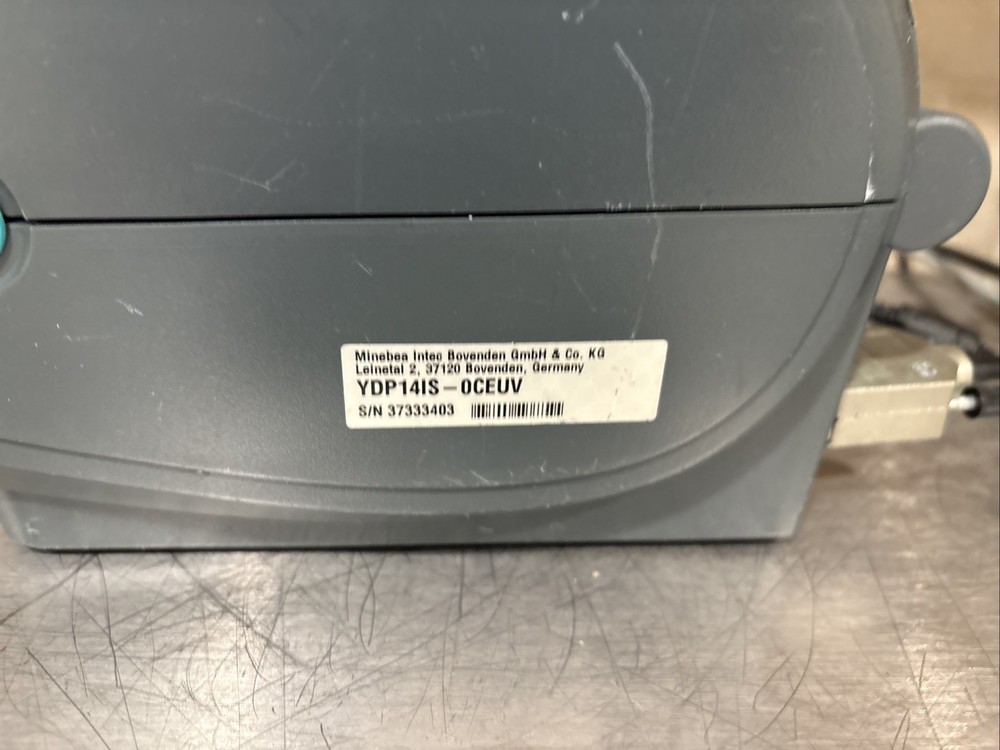 Minebea Intec Bovenden GmbH & Co. KG
Leinetal 2, 37120 Bovenden, Germany
YDP14IS-0CEUV
S/N 37333403